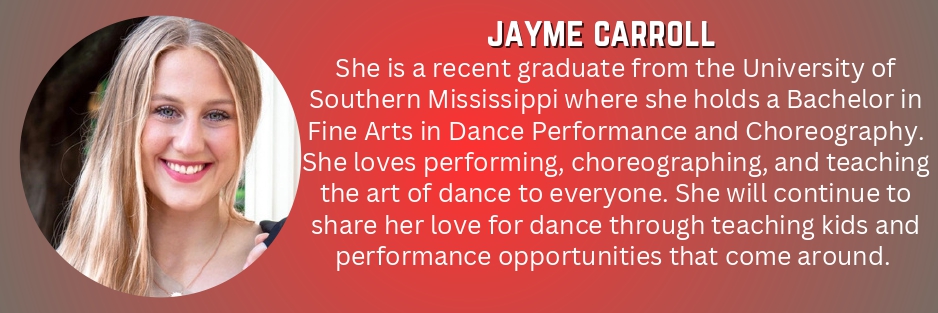 JAYME CARROLL
She is a recent graduate from the University of
Southern Mississippi where she holds a Bachelor in
Fine Arts in Dance Performance and Choreography.
She loves performing, choreographing, and teaching
the art of dance to everyone. She will continue to
share her love for dance through teaching kids and
performance opportunities that come around.